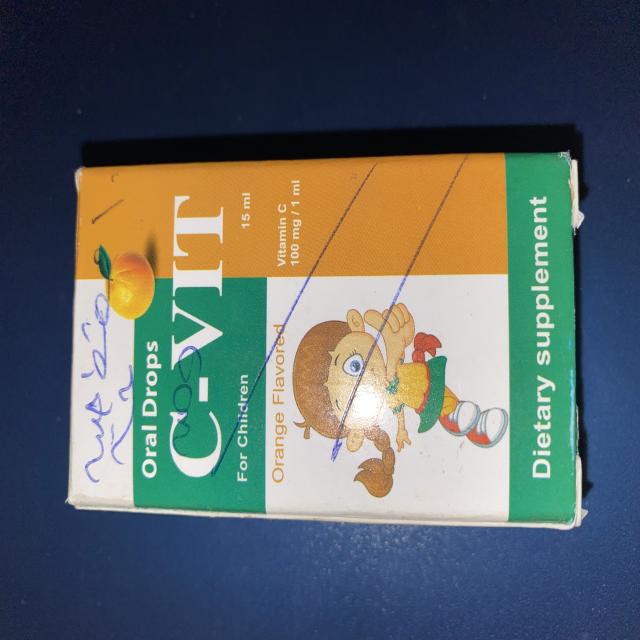 Oral Drops
C-VIT
15 ml
For Children
Vitamin C
100 mg / 1 ml
Orange Flavored
Dietary supplement